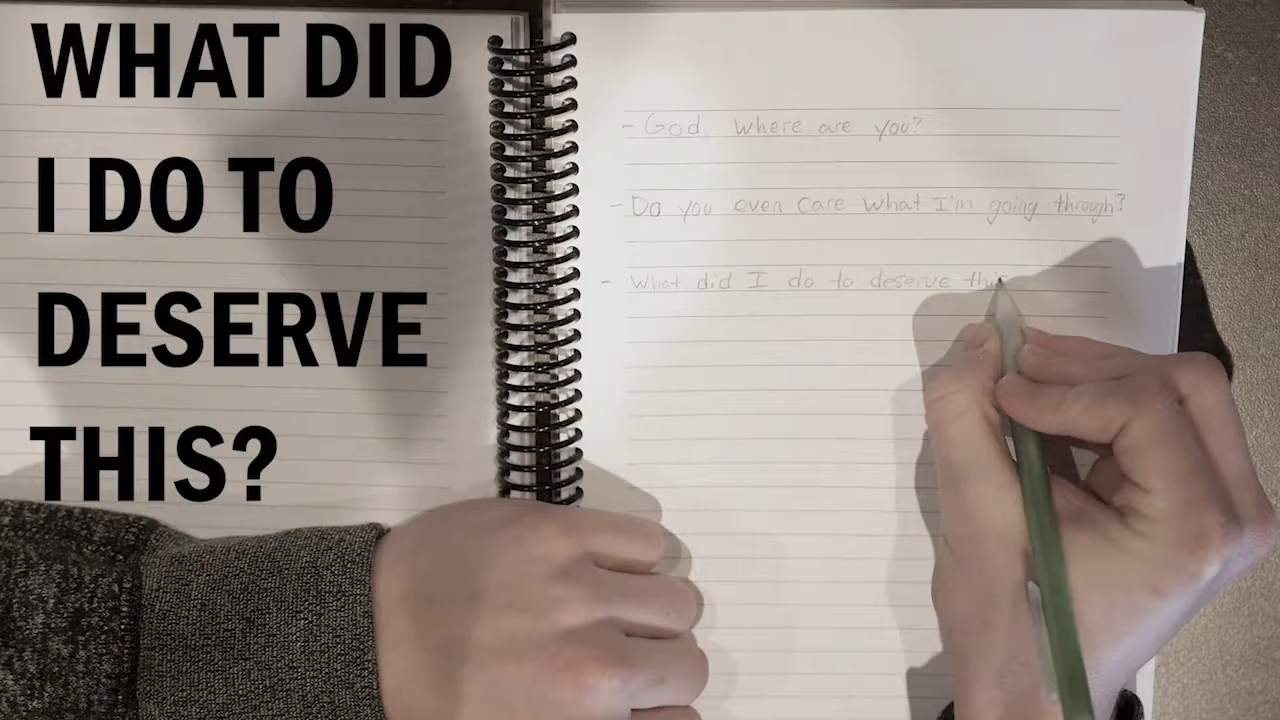 WHAT DID
I DO TO
DESERVE
THIS?
- God where are you?
- Do you even care what I'm going through?
- What did I do to deserve this